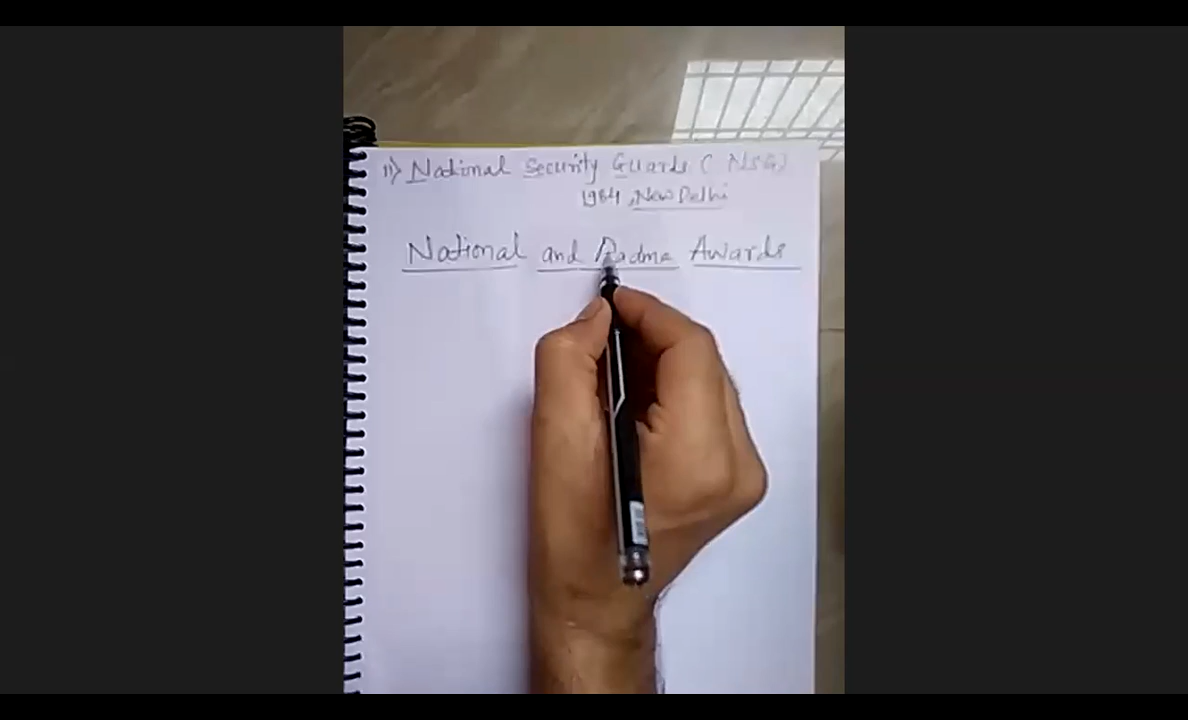 11) National Security Guards (NSG)
1984, New Delhi
National and Padma Awards